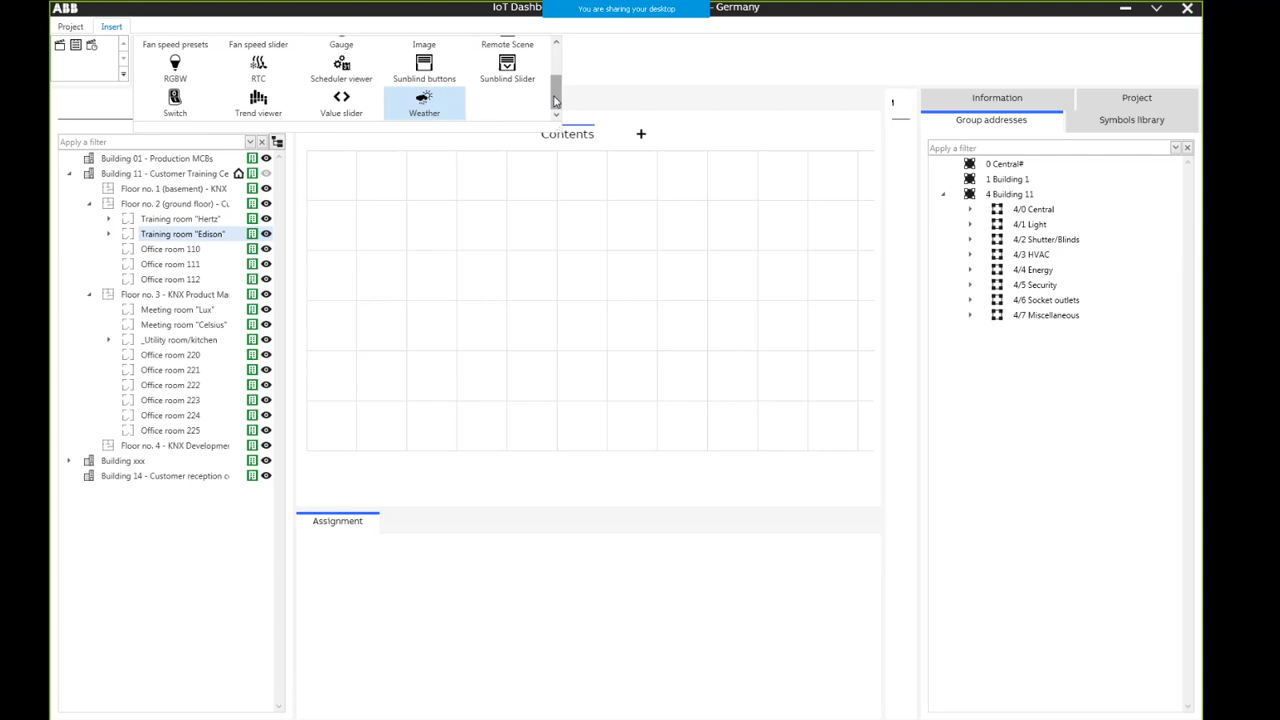 ABB
IoT Dashb
You are sharing your desktop
- Germany
Project
Insert
Fan speed presets
Fan speed slider
Gauge
Image
Remote Scene
RGBW
RTC
Scheduler viewer
Sunblind buttons
Sunblind Slider
Switch
Trend viewer
Value slider
Weather
Contents
Apply a filter
Building 01 - Production MCBs
Building 11 - Customer Training Ce
Floor no. 1 (basement) - KNX
Floor no. 2 (ground floor) - Cu
Training room "Hertz"
Training room "Edison"
Office room 110
Office room 111
Office room 112
Floor no. 3 - KNX Product Ma
Meeting room "Lux"
Meeting room "Celsius"
_Utility room/kitchen
Office room 220
Office room 221
Office room 222
Office room 223
Office room 224
Office room 225
Floor no. 4 - KNX Developme
Building xxx
Building 14 - Customer reception c
Assignment
Information
Project
Group addresses
Symbols library
Apply a filter
0 Central#
1 Building 1
4 Building 11
4/0 Central
4/1 Light
4/2 Shutter/Blinds
4/3 HVAC
4/4 Energy
4/5 Security
4/6 Socket outlets
4/7 Miscellaneous